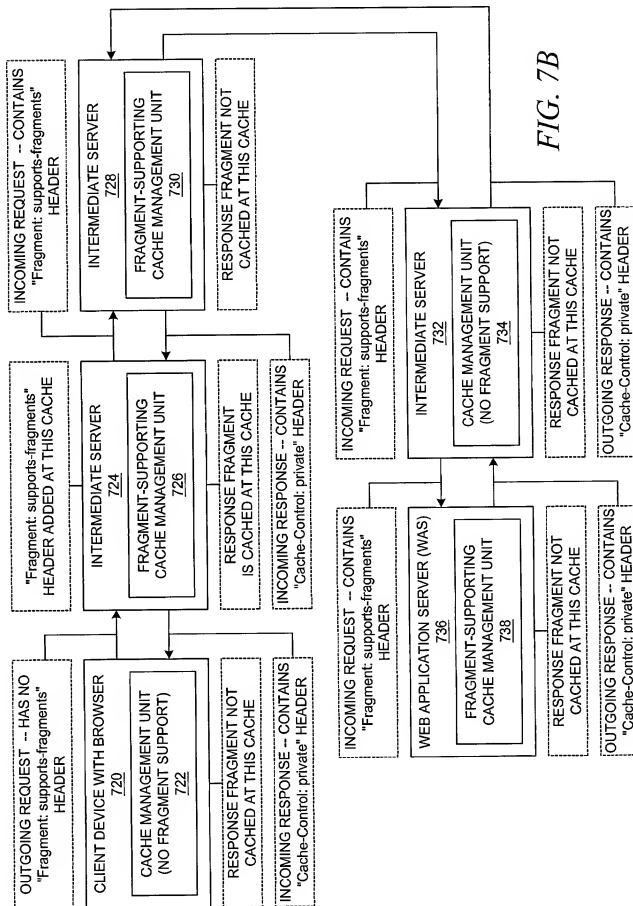 OUTGOING REQUEST -- HAS NO
"Fragment: supports-fragments"
HEADER
CLIENT DEVICE WITH BROWSER
720
CACHE MANAGEMENT UNIT
(NO FRAGMENT SUPPORT)
722
RESPONSE FRAGMENT NOT
CACHED AT THIS CACHE
INCOMING RESPONSE -- CONTAINS
"Cache-Control: private" HEADER
"Fragment: supports-fragments"
HEADER ADDED AT THIS CACHE
INTERMEDIATE SERVER
724
FRAGMENT-SUPPORTING
CACHE MANAGEMENT UNIT
726
RESPONSE FRAGMENT
IS CACHED AT THIS CACHE
INCOMING RESPONSE -- CONTAINS
"Cache-Control: private" HEADER
INCOMING REQUEST -- CONTAINS
"Fragment: supports-fragments"
HEADER
INTERMEDIATE SERVER
728
FRAGMENT-SUPPORTING
CACHE MANAGEMENT UNIT
730
RESPONSE FRAGMENT NOT
CACHED AT THIS CACHE
INCOMING REQUEST -- CONTAINS
"Fragment: supports-fragments"
HEADER
WEB APPLICATION SERVER (WAS)
736
FRAGMENT-SUPPORTING
CACHE MANAGEMENT UNIT
738
RESPONSE FRAGMENT NOT
CACHED AT THIS CACHE
OUTGOING RESPONSE -- CONTAINS
"Cache-Control: private" HEADER
INCOMING REQUEST -- CONTAINS
"Fragment: supports-fragments"
HEADER
INTERMEDIATE SERVER
732
CACHE MANAGEMENT UNIT
(NO FRAGMENT SUPPORT)
734
RESPONSE FRAGMENT NOT
CACHED AT THIS CACHE
OUTGOING RESPONSE -- CONTAINS
"Cache-Control: private" HEADER
FIG. 7B